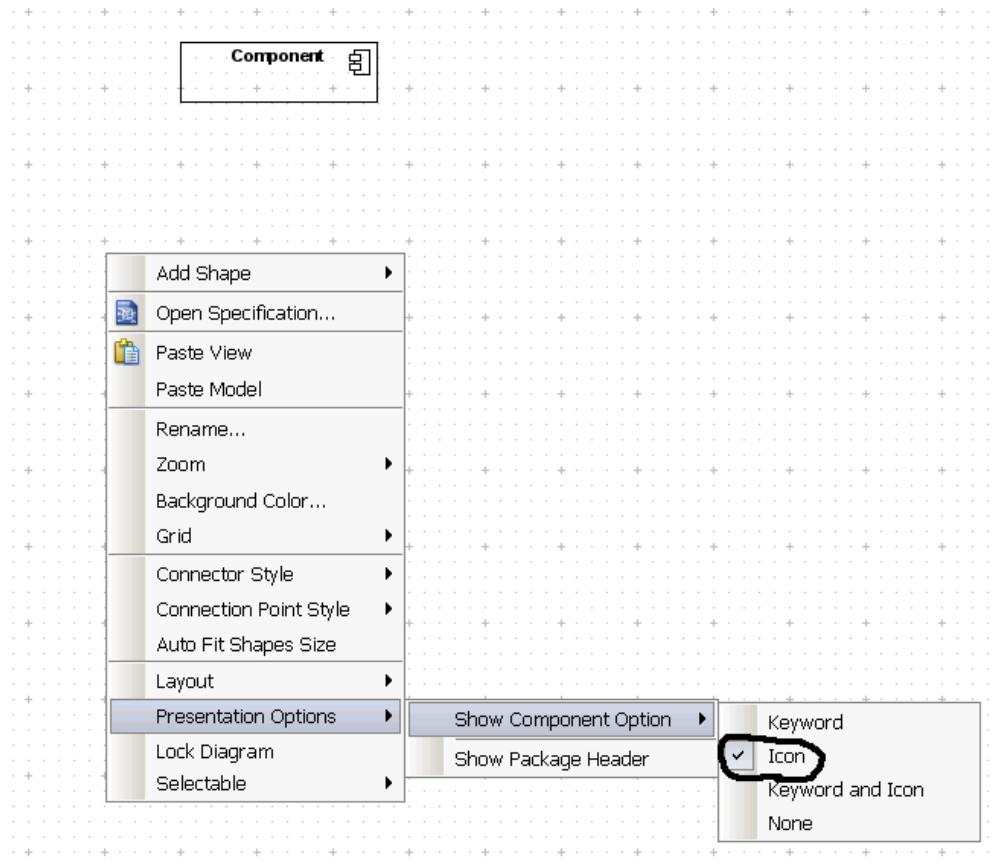 Component
Add Shape
Open Specification...
Paste View
Paste Model
Rename...
Zoom
Background Color...
Grid
Connector Style
Connection Point Style
Auto Fit Shapes Size
Layout
Presentation Options
Lock Diagram
Selectable
Show Component Option
Show Package Header
Keyword
Icon
Keyword and Icon
None